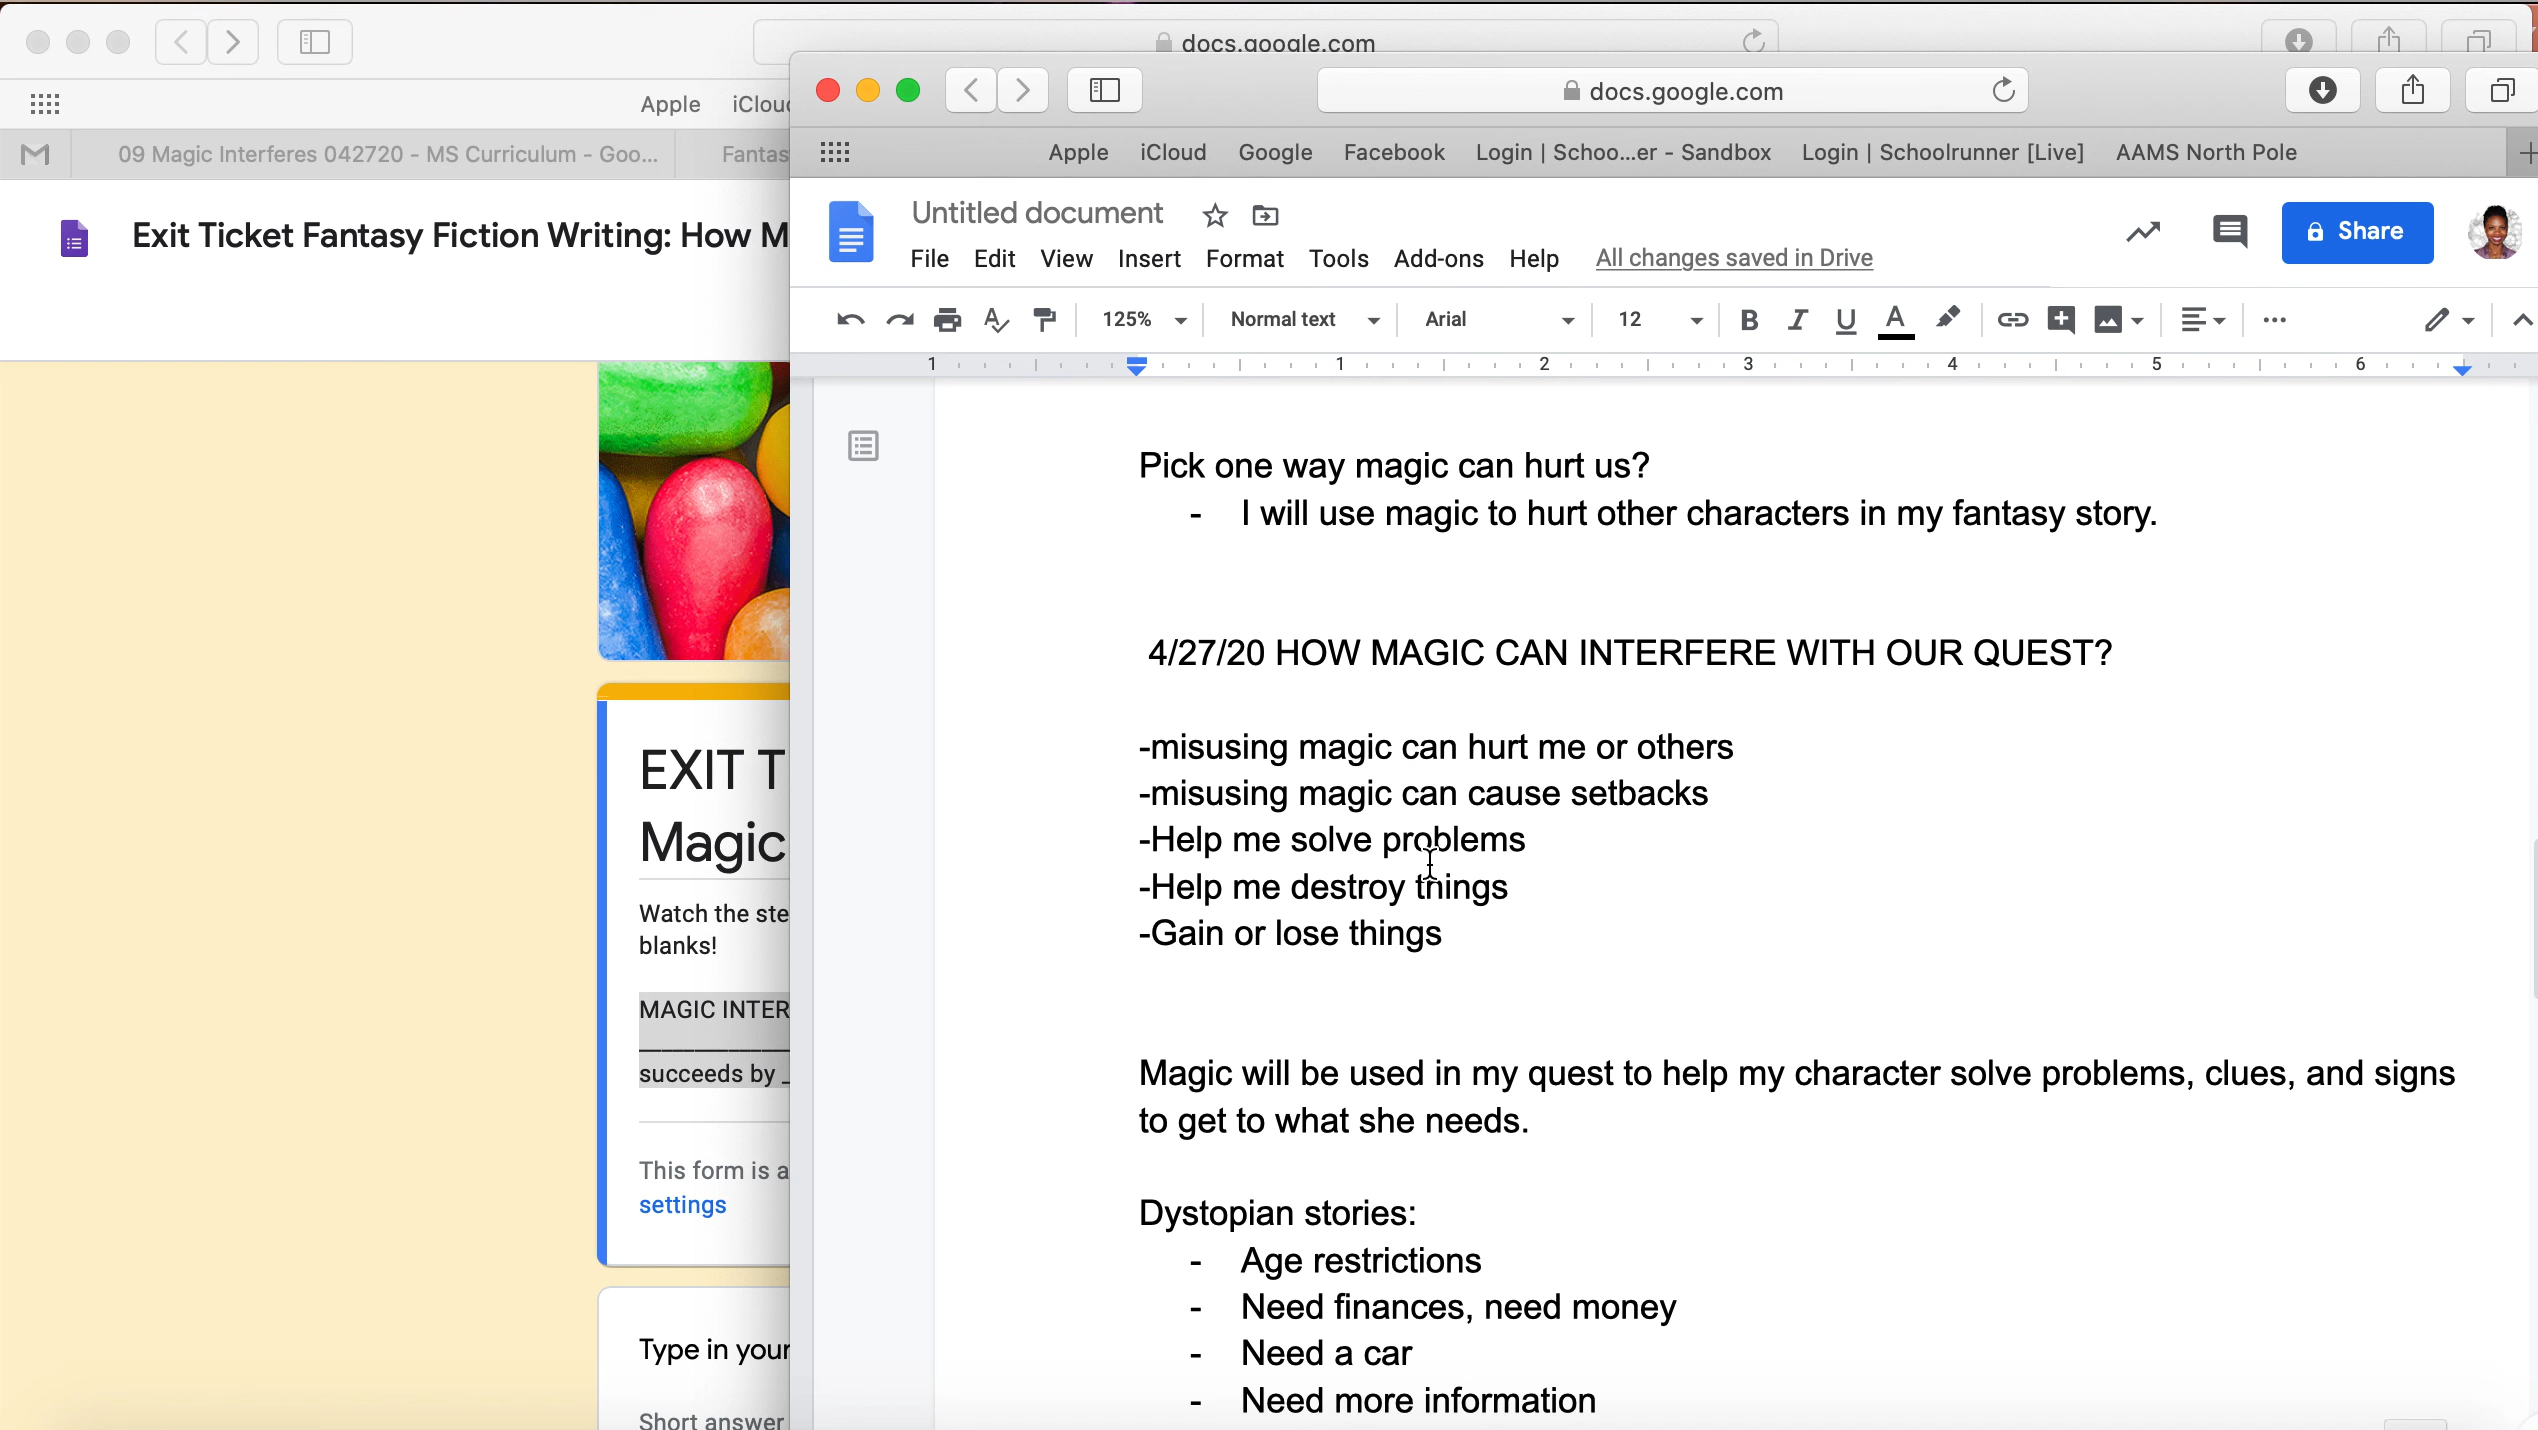 docs.google.com
Apple iCloud
09 Magic Interferes 042720 - MS Curriculum - Goo...
Exit Ticket Fantasy Fiction Writing: How M
EXIT T
Magic
Watch the ste
blanks!
MAGIC INTER
succeeds by _
This form is a
settings
Type in your
Short answer
docs.google.com
Apple iCloud Google Facebook Login | Schoo...er - Sandbox Login | Schoolrunner [Live] AAMS North Pole
Untitled document
File Edit View Insert Format Tools Add-ons Help All changes saved in Drive
Share
125% Normal text Arial 12 B I U A
1 1 2 3 4 5 6
Pick one way magic can hurt us?
- I will use magic to hurt other characters in my fantasy story.
4/27/20 HOW MAGIC CAN INTERFERE WITH OUR QUEST?
-misusing magic can hurt me or others
-misusing magic can cause setbacks
-Help me solve problems
-Help me destroy things
-Gain or lose things
Magic will be used in my quest to help my character solve problems, clues, and signs
to get to what she needs.
Dystopian stories:
- Age restrictions
- Need finances, need money
- Need a car
- Need more information